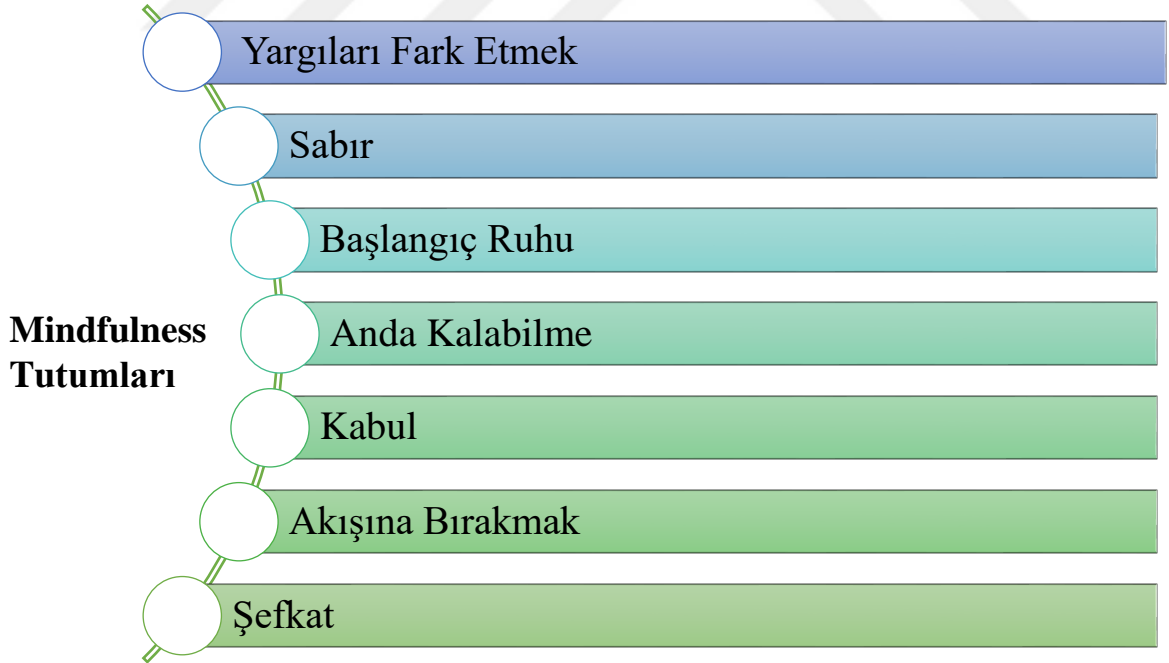 Yargıları Fark Etmek
Sabır
Başlangıç Ruhu
Mindfulness
Tutumları
Anda Kalabilme
Kabul
Akışına Bırakmak
Şefkat